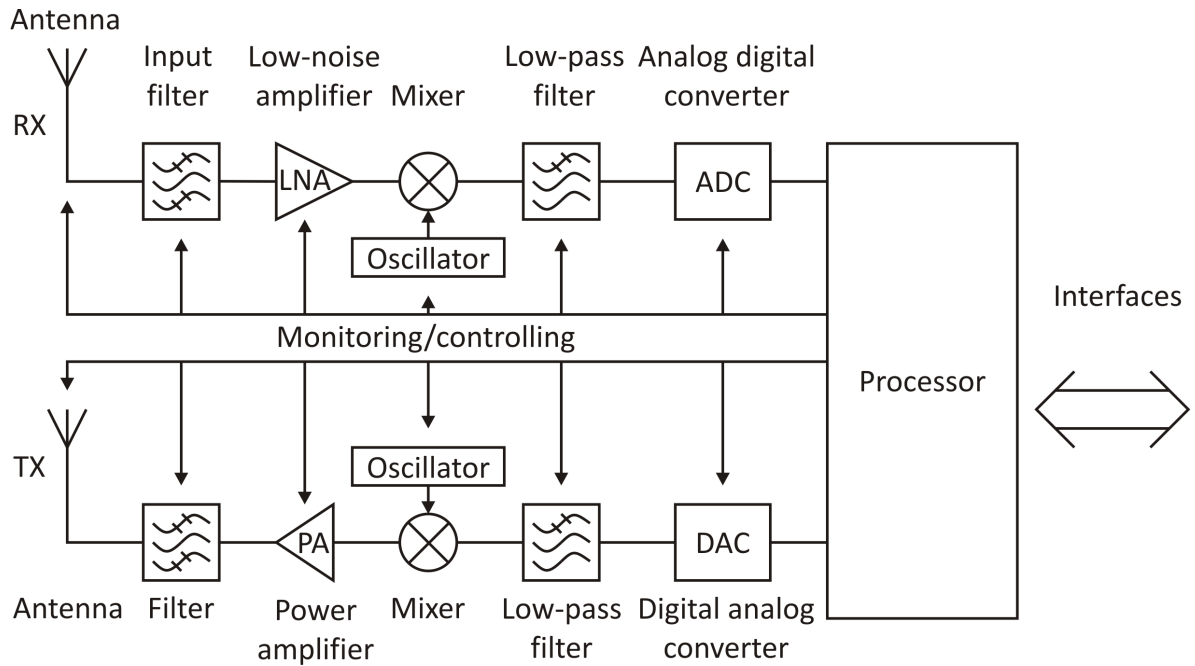 Antenna
Input
filter
Low-noise
amplifier
Mixer
Low-pass
filter
Analog digital
converter
RX
LNA
ADC
Oscillator
Interfaces
Monitoring/controlling
Processor
TX
Oscillator
PA
DAC
Antenna
Filter
Power
amplifier
Mixer
Low-pass
filter
Digital analog
converter